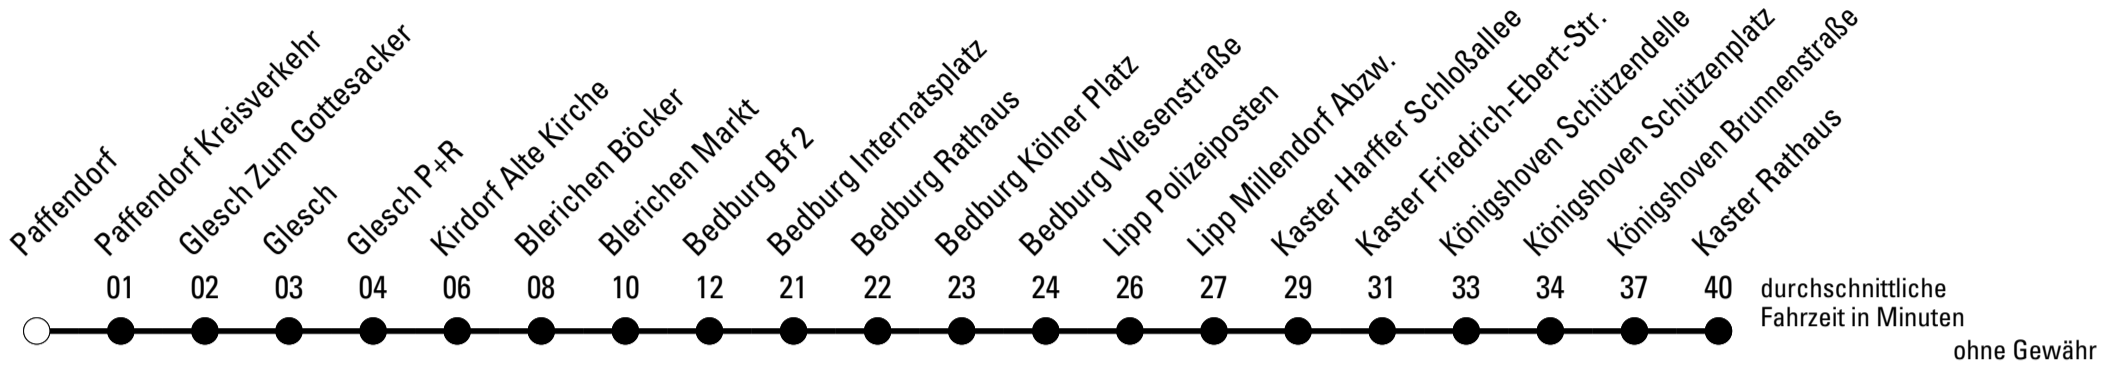 Paffendorf
Paffendorf Kreisverkehr
Glesch Zum Gottesacker
Glesch
Glesch P+R
Kirdorf Alte Kirche
Blerichen Böcker
Blerichen Markt
Bedburg Bf 2
Bedburg Internatsplatz
Bedburg Rathaus
Bedburg Kölner Platz
Bedburg Wiesenstraße
Lipp Polizeiposten
Lipp Millendorf Abzw.
Kaster Harffer Schloßallee
Kaster Friedrich-Ebert-Str.
Königshoven Schützendelle
Königshoven Schützenplatz
Königshoven Brunnenstraße
Kaster Rathaus
01 02 03 04 06 08 10 12 21 22 23 24 26 27 29 31 33 34 37 40
durchschnittliche
Fahrzeit in Minuten
ohne Gewähr